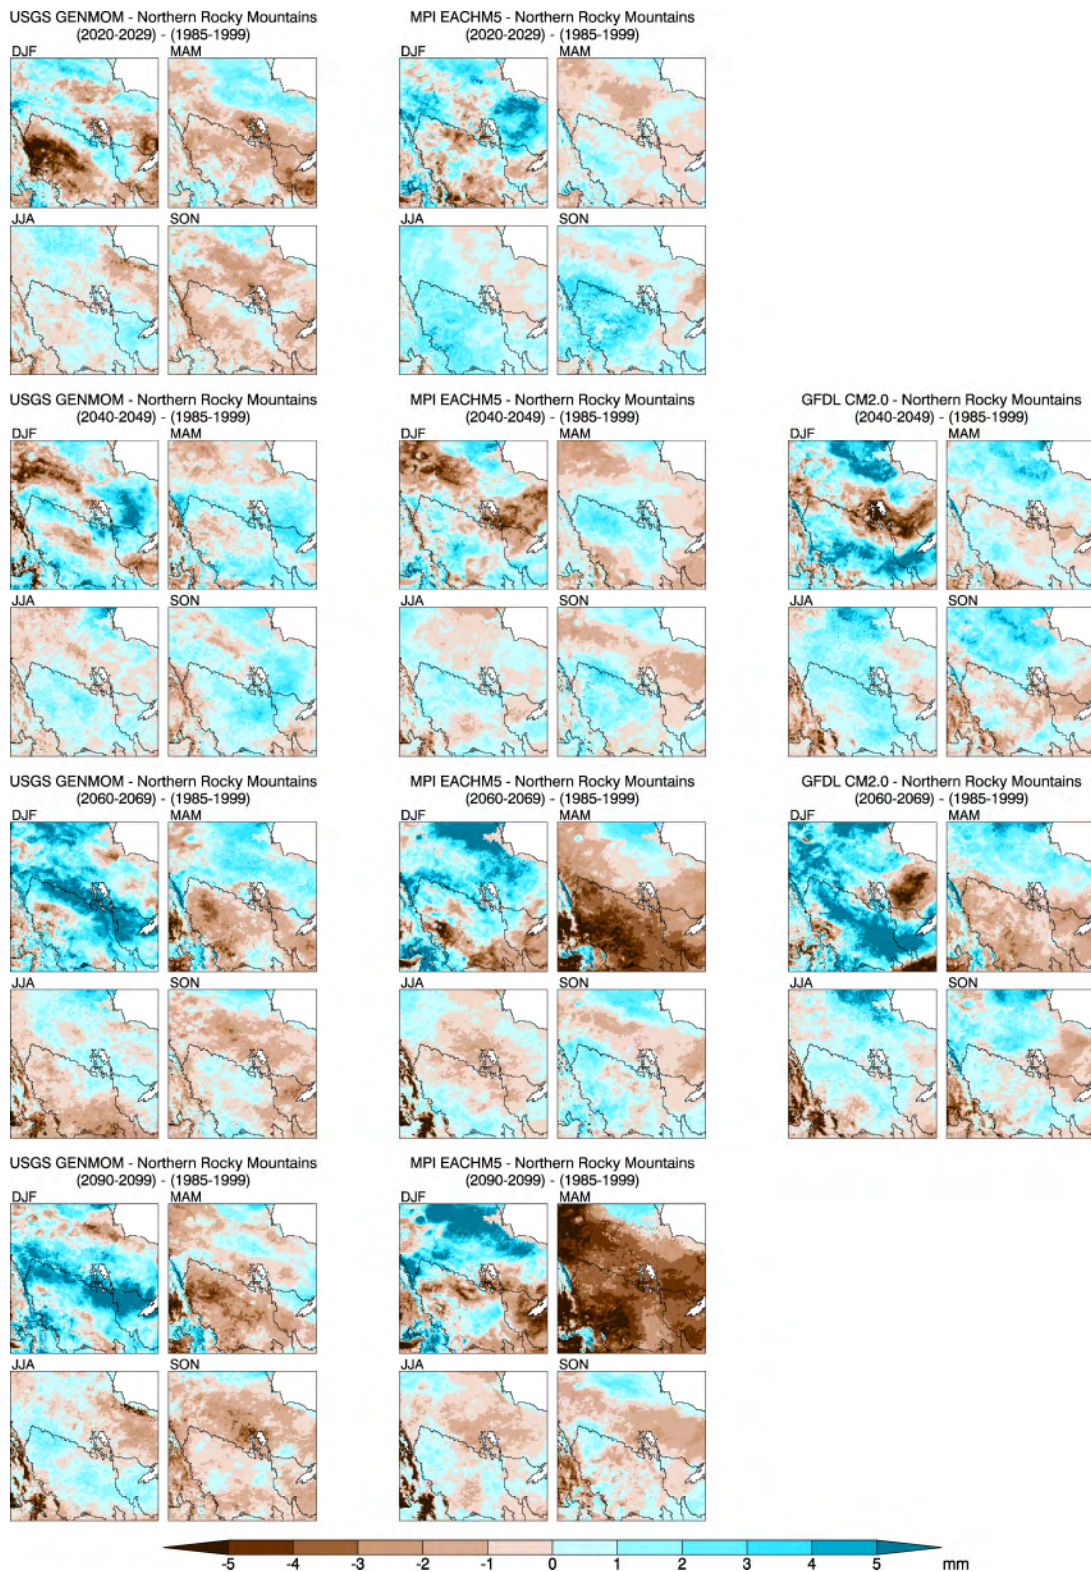 USGS GENMOM - Northern Rocky Mountains
(2020-2029) - (1985-1999)
DJF
MAM
JJA
SON
MPI EACHM5 - Northern Rocky Mountains
(2020-2029) - (1985-1999)
DJF
MAM
JJA
SON
USGS GENMOM - Northern Rocky Mountains
(2040-2049) - (1985-1999)
DJF
MAM
JJA
SON
MPI EACHM5 - Northern Rocky Mountains
(2040-2049) - (1985-1999)
DJF
MAM
JJA
SON
GFDL CM2.0 - Northern Rocky Mountains
(2040-2049) - (1985-1999)
DJF
MAM
JJA
SON
USGS GENMOM - Northern Rocky Mountains
(2060-2069) - (1985-1999)
DJF
MAM
JJA
SON
MPI EACHM5 - Northern Rocky Mountains
(2060-2069) - (1985-1999)
DJF
MAM
JJA
SON
GFDL CM2.0 - Northern Rocky Mountains
(2060-2069) - (1985-1999)
DJF
MAM
JJA
SON
USGS GENMOM - Northern Rocky Mountains
(2090-2099) - (1985-1999)
DJF
MAM
JJA
SON
MPI EACHM5 - Northern Rocky Mountains
(2090-2099) - (1985-1999)
DJF
MAM
JJA
SON
-5 -4 -3 -2 -1 0 1 2 3 4 5 mm